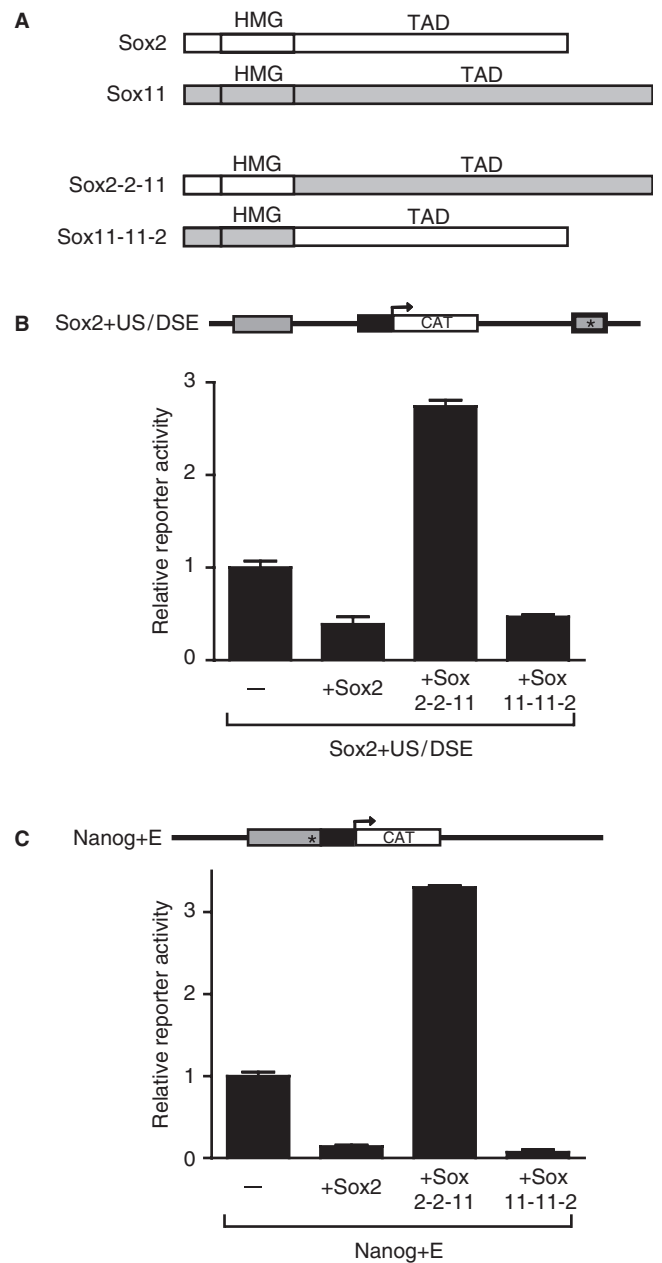 A
HMG TAD
Sox2
HMG TAD
Sox11
HMG TAD
Sox2-2-11
HMG TAD
Sox11-11-2
B Sox2+US/DSE CAT *
Relative reporter activity
3
2
1
0
— +Sox2 +Sox 2-2-11 +Sox 11-11-2
Sox2+US/DSE
C Nanog+E * CAT
Relative reporter activity
3
2
1
0
— +Sox2 +Sox 2-2-11 +Sox 11-11-2
Nanog+E